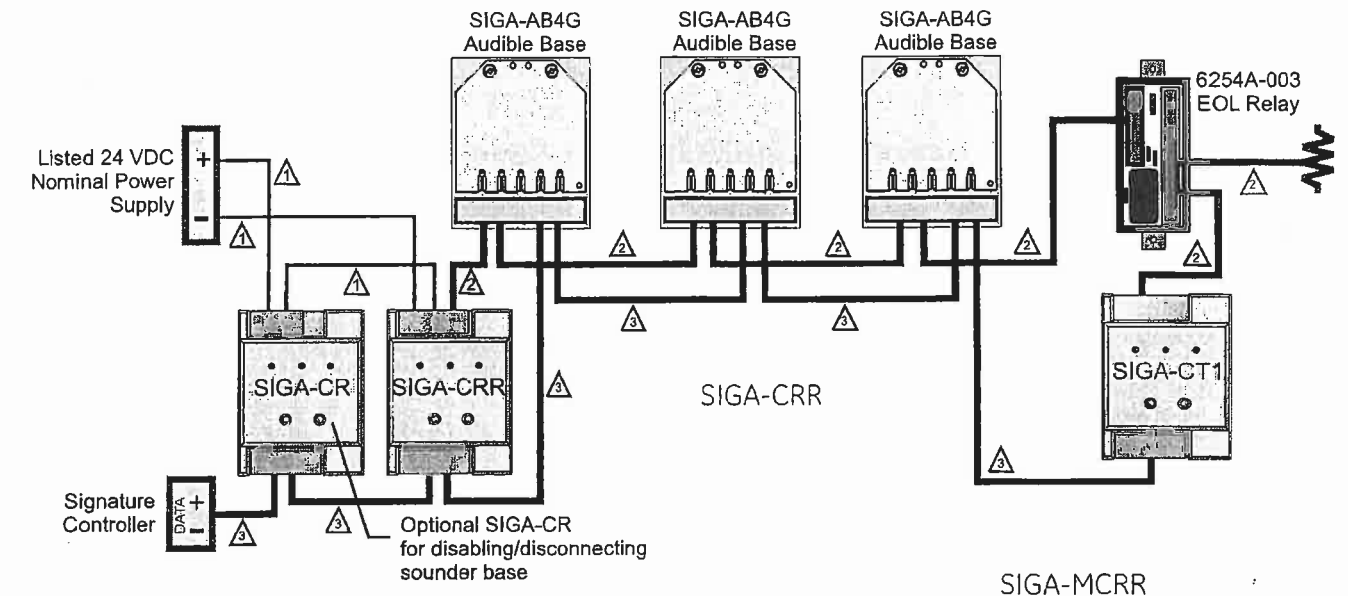 SIGA-AB4G
Audible Base
SIGA-AB4G
Audible Base
SIGA-AB4G
Audible Base
6254A-003
EOL Relay
Listed 24 VDC
Nominal Power
Supply
+
−
1
1
1
2
2
2
2
2
2
3
3
SIGA-CR
SIGA-CRR
3
SIGA-CRR
SIGA-CT1
3
Signature
Controller
DATA
+
−
3
3
Optional SIGA-CR
for disabling/disconnecting
sounder base
SIGA-MCRR